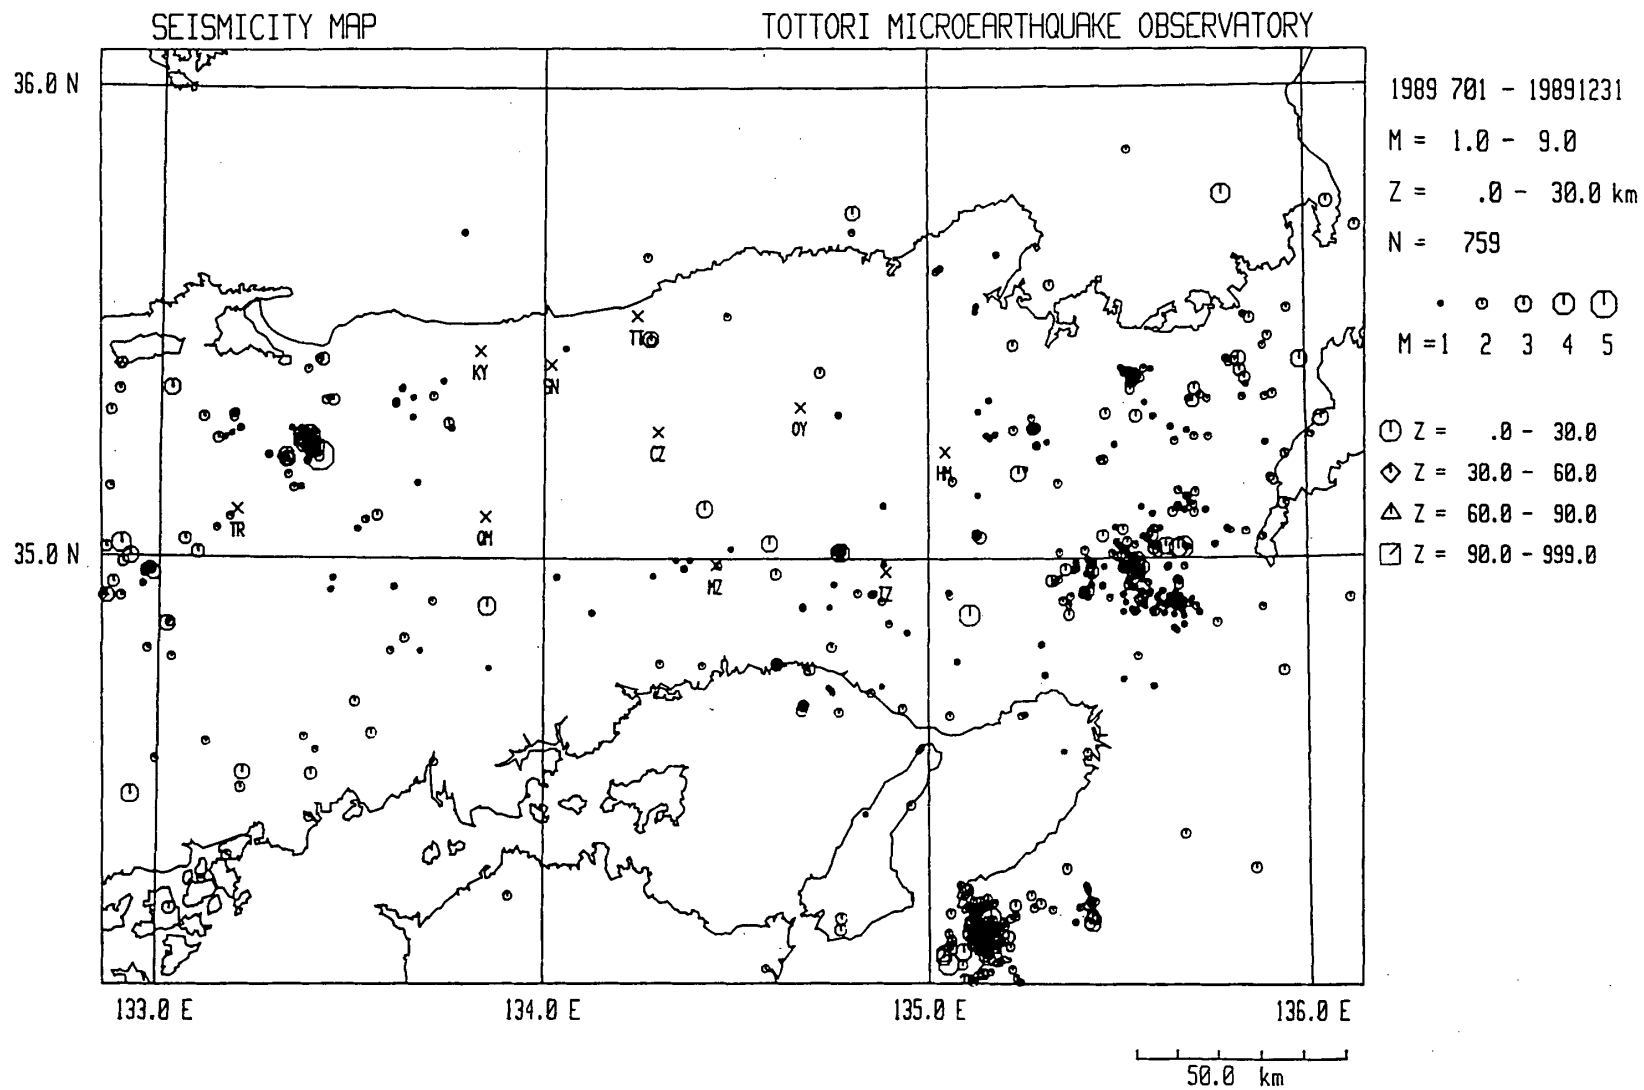 SEISMICITY MAP
TOTTORI MICROEARTHQUAKE OBSERVATORY
36.0 N
1989 701 - 19891231
M = 1.0 - 9.0
Z = .0 - 30.0 km
N = 759
M = 1 2 3 4 5
TT
KY
SN
OY
CZ
HM
Z = .0 - 30.0
Z = 30.0 - 60.0
TR
OM
Z = 60.0 - 90.0
35.0 N
Z = 90.0 - 999.0
MZ
IZ
133.0 E
134.0 E
135.0 E
136.0 E
50.0 km